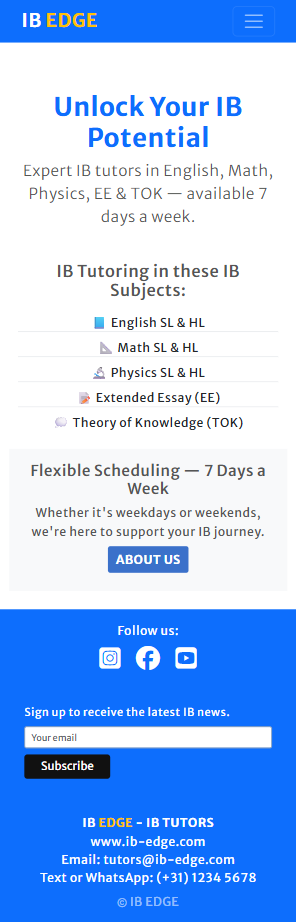 IB EDGE
Unlock Your IB
Potential
Expert IB tutors in English, Math,
Physics, EE & TOK — available 7
days a week.
IB Tutoring in these IB
Subjects:
English SL & HL
Math SL & HL
Physics SL & HL
Extended Essay (EE)
Theory of Knowledge (TOK)
Flexible Scheduling — 7 Days a
Week
Whether it's weekdays or weekends,
we're here to support your IB journey.
ABOUT US
Follow us:
Sign up to receive the latest IB news.
Your email
Subscribe
IB EDGE - IB TUTORS
www.ib-edge.com
Email: tutors@ib-edge.com
Text or WhatsApp: (+31) 1234 5678
© IB EDGE